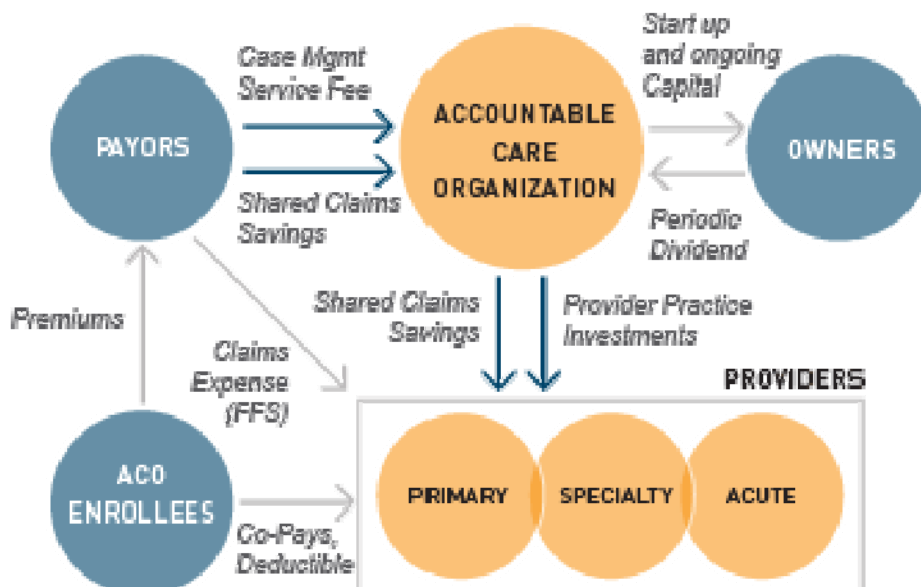 Case Mgmt
Service Fee
Start up
and ongoing
Capital
PAYORS
ACCOUNTABLE
CARE
ORGANIZATION
OWNERS
Shared Claims
Savings
Periodic
Dividend
Premiums
Shared Claims
Savings
Provider Practice
Investments
Claims
Expense
(FFS)
PROVIDERS
ACO
ENROLLEES
PIRIMARY
SPECIALTY
ACUTE
Co-Pays,
Deductible